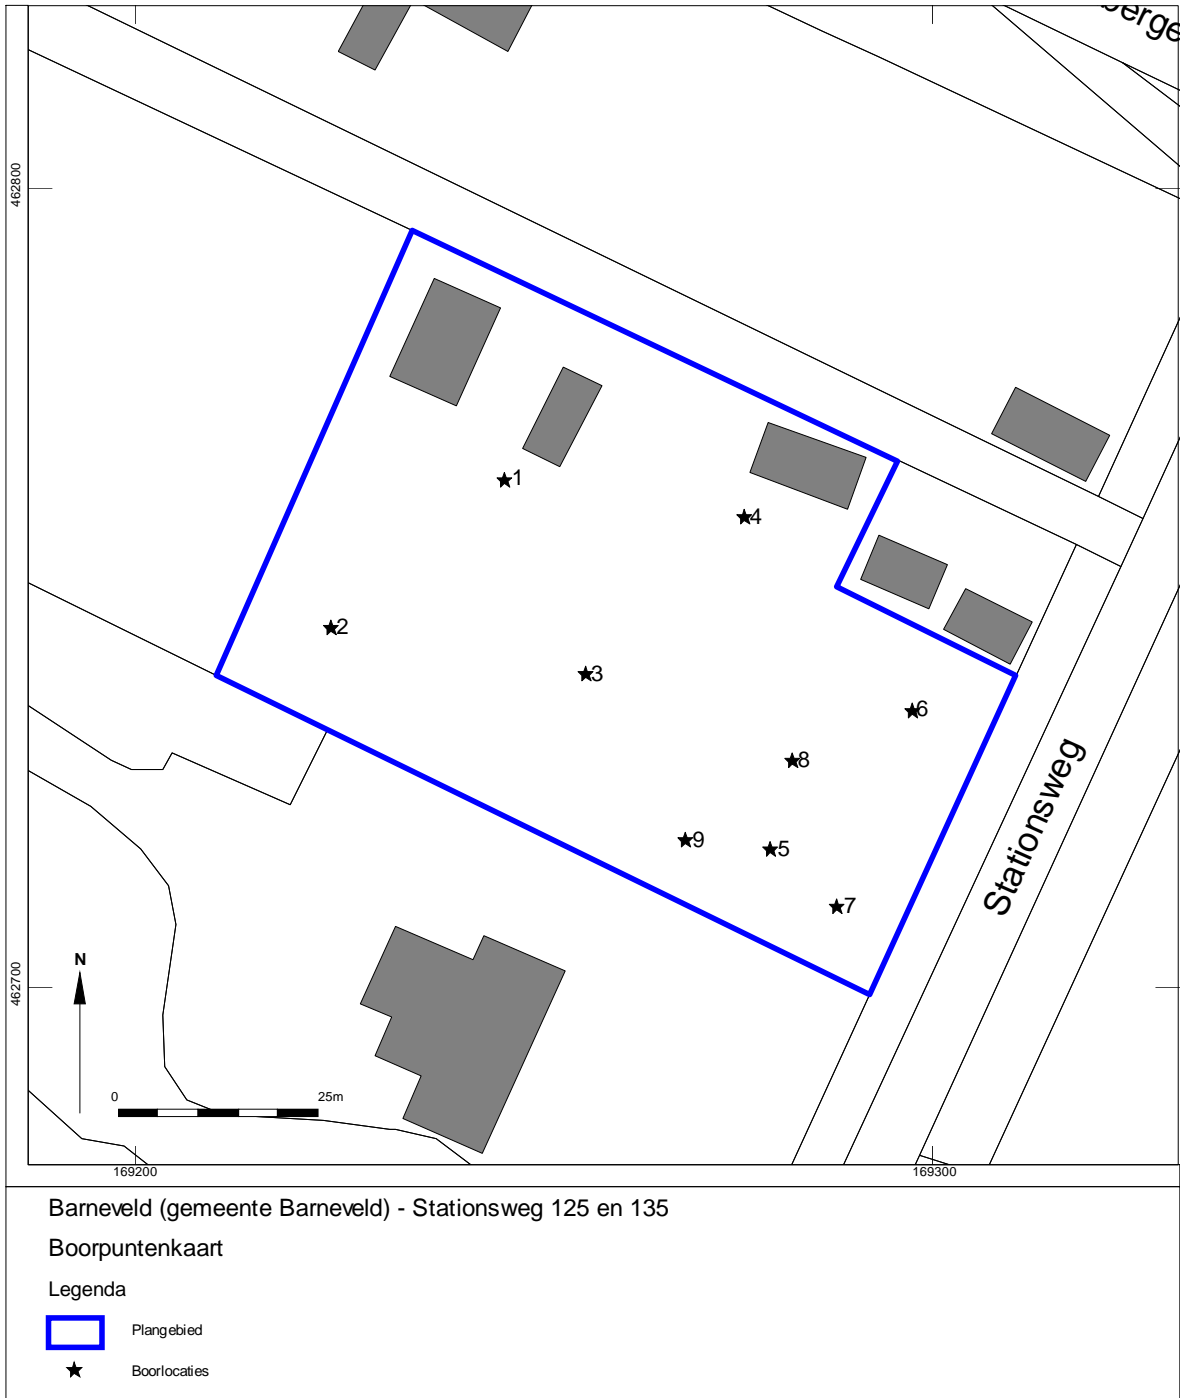 berge
462800
1
4
2
3
6
8
Stationsweg
9
5
7
462700
N
0 25m
169200 169300
Barneveld (gemeente Barneveld) - Stationsweg 125 en 135
Boorpuntenkaart
Legenda
Plangebied
Boorlocaties